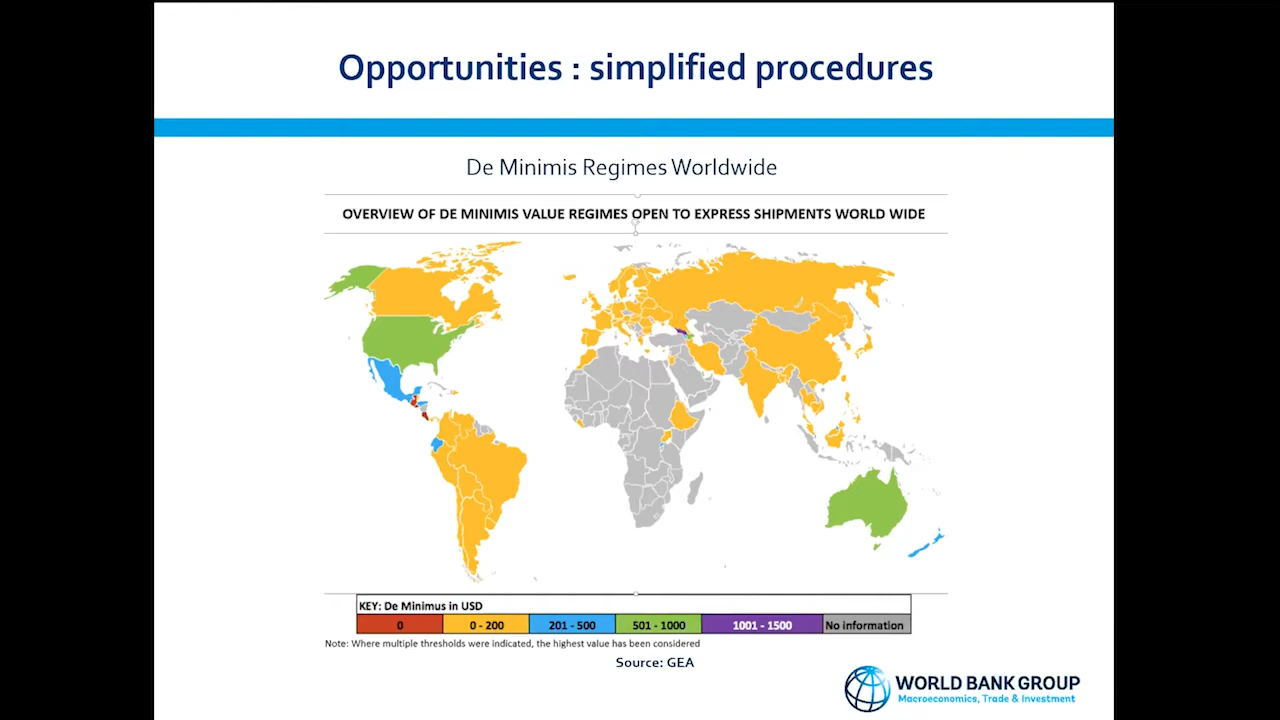 Opportunities : simplified procedures
De Minimis Regimes Worldwide
OVERVIEW OF DE MINIMIS VALUE REGIMES OPEN TO EXPRESS SHIPMENTS WORLD WIDE
KEY: De Minimus in USD
0 0 - 200 201 - 500 501 - 1000 1001 - 1500 No information
Note: Where multiple thresholds were indicated, the highest value has been considered
Source: GEA
WORLD BANK GROUP
Macroeconomics, Trade & Investment